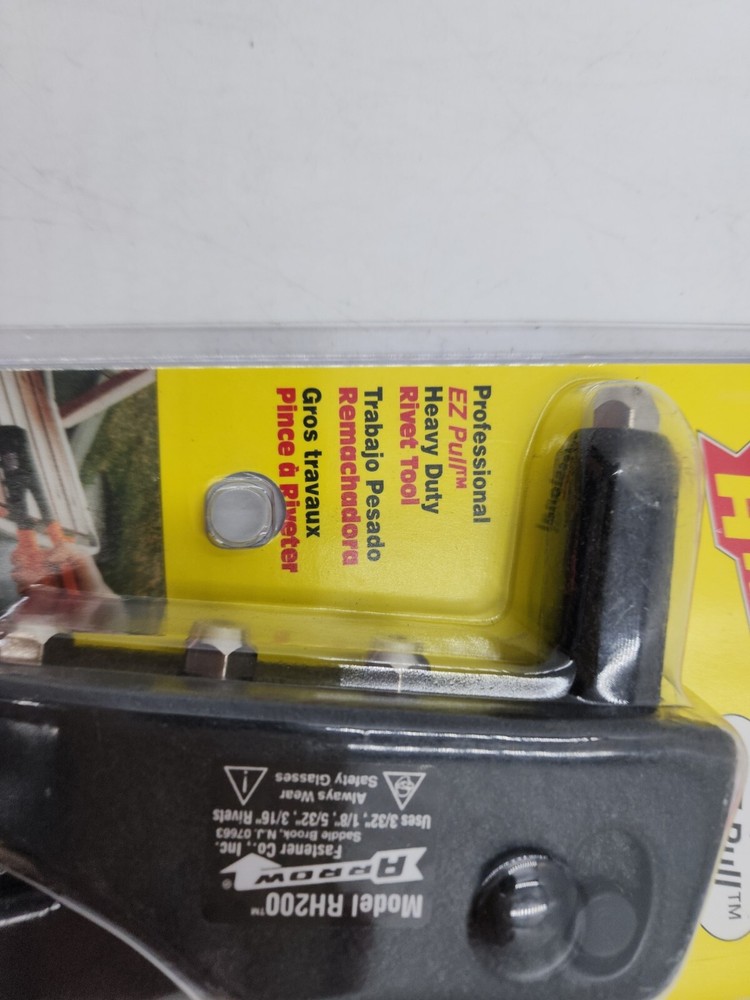 Professional
EZ Pull™
Heavy Duty
Rivet Tool
Trabajo Pesado
Remachadora
Gros travaux
Pince à Riveter
Model RH200™
ARROW®
Fastener Co., Inc.
Saddle Brook, N.J. 07663
Uses 3/32", 1/8", 5/32", 3/16" Rivets
Always Wear
Safety Glasses
Pull™